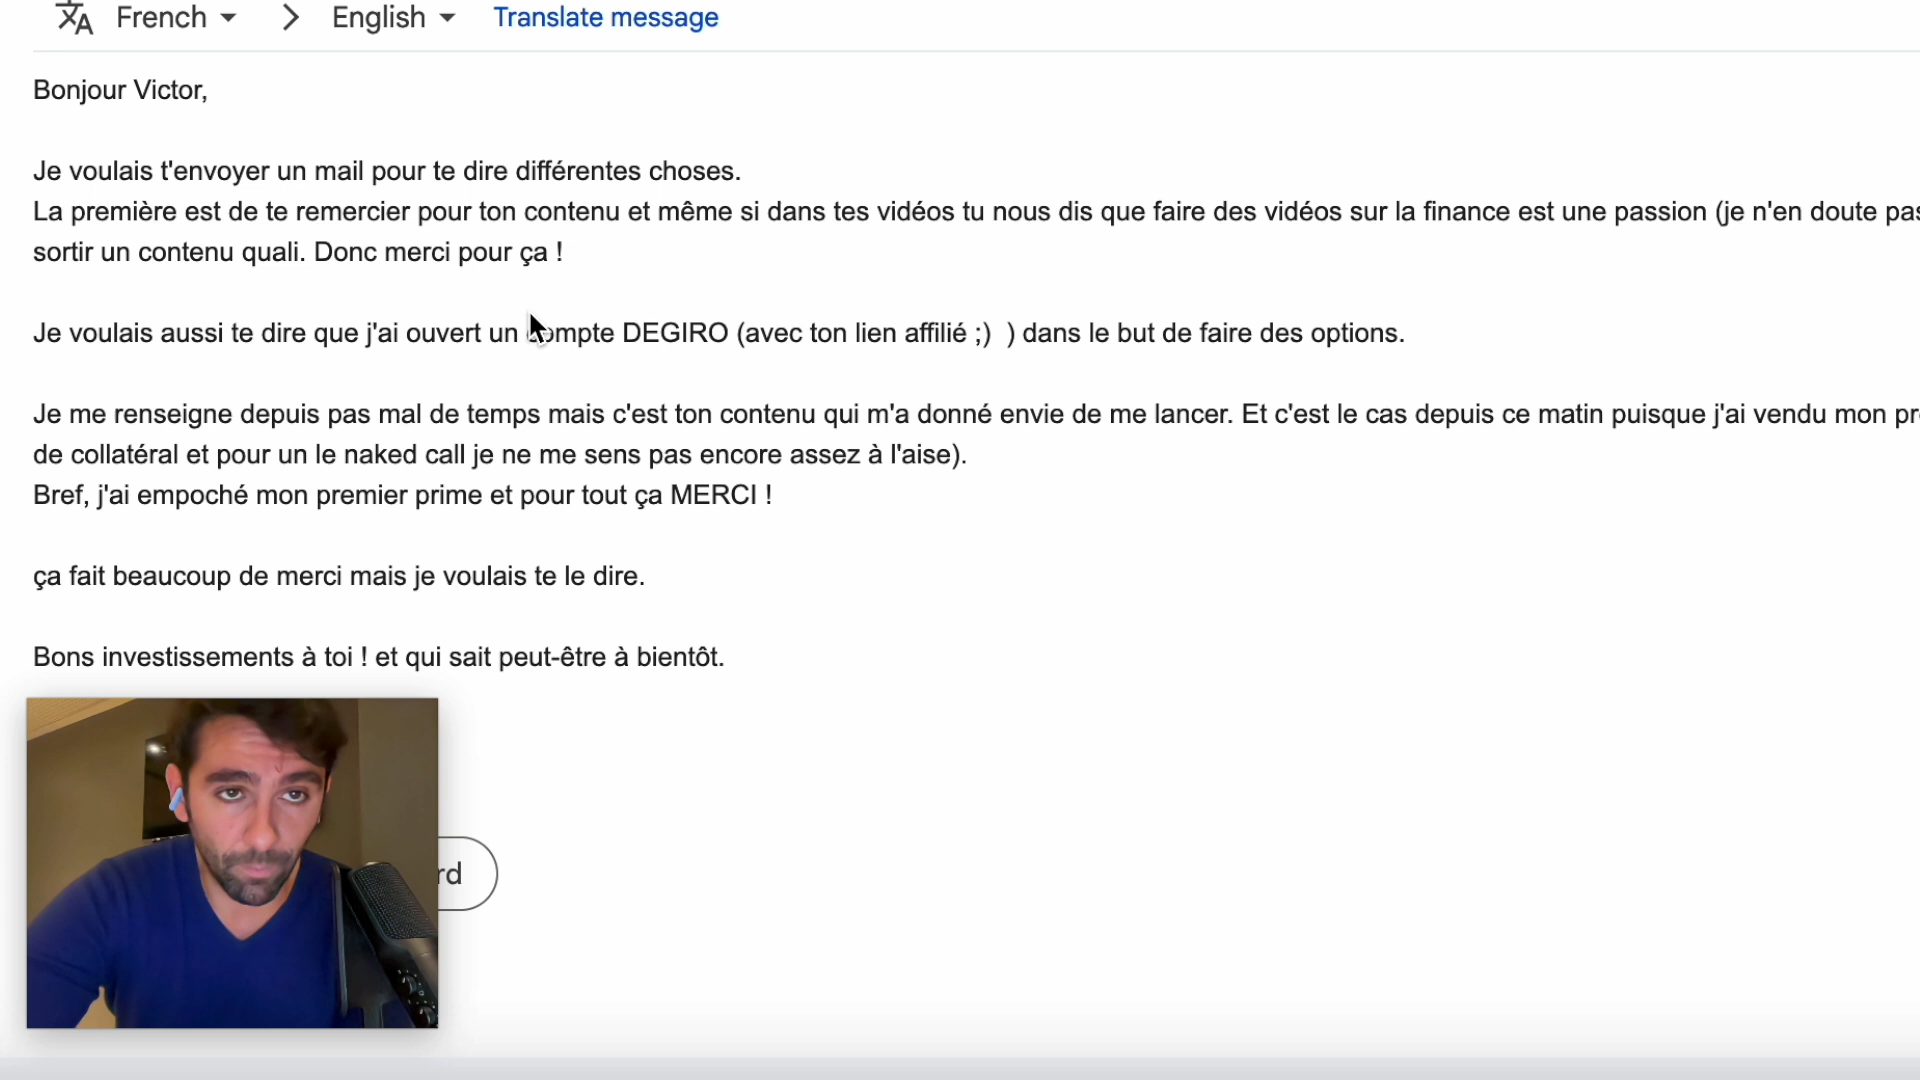 French English Translate message
Bonjour Victor,
Je voulais t'envoyer un mail pour te dire différentes choses.
La première est de te remercier pour ton contenu et même si dans tes vidéos tu nous dis que faire des vidéos sur la finance est une passion (je n'en doute pas
sortir un contenu quali. Donc merci pour ça !
Je voulais aussi te dire que j'ai ouvert un compte DEGIRO (avec ton lien affilié ;)  ) dans le but de faire des options.
Je me renseigne depuis pas mal de temps mais c'est ton contenu qui m'a donné envie de me lancer. Et c'est le cas depuis ce matin puisque j'ai vendu mon
de collatéral et pour un le naked call je ne me sens pas encore assez à l'aise).
Bref, j'ai empoché mon premier prime et pour tout ça MERCI !
ça fait beaucoup de merci mais je voulais te le dire.
Bons investissements à toi ! et qui sait peut-être à bientôt.